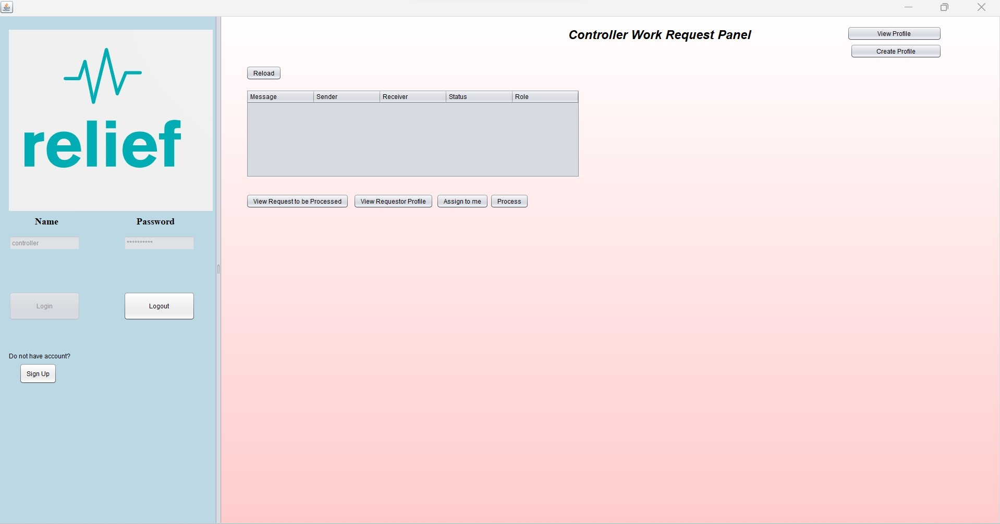 relief
Name Password
controller **********
Login Logout
Do not have account?
Sign Up
Controller Work Request Panel
View Profile
Create Profile
Reload
Message Sender Receiver Status Role
View Request to be Processed View Requestor Profile Assign to me Process